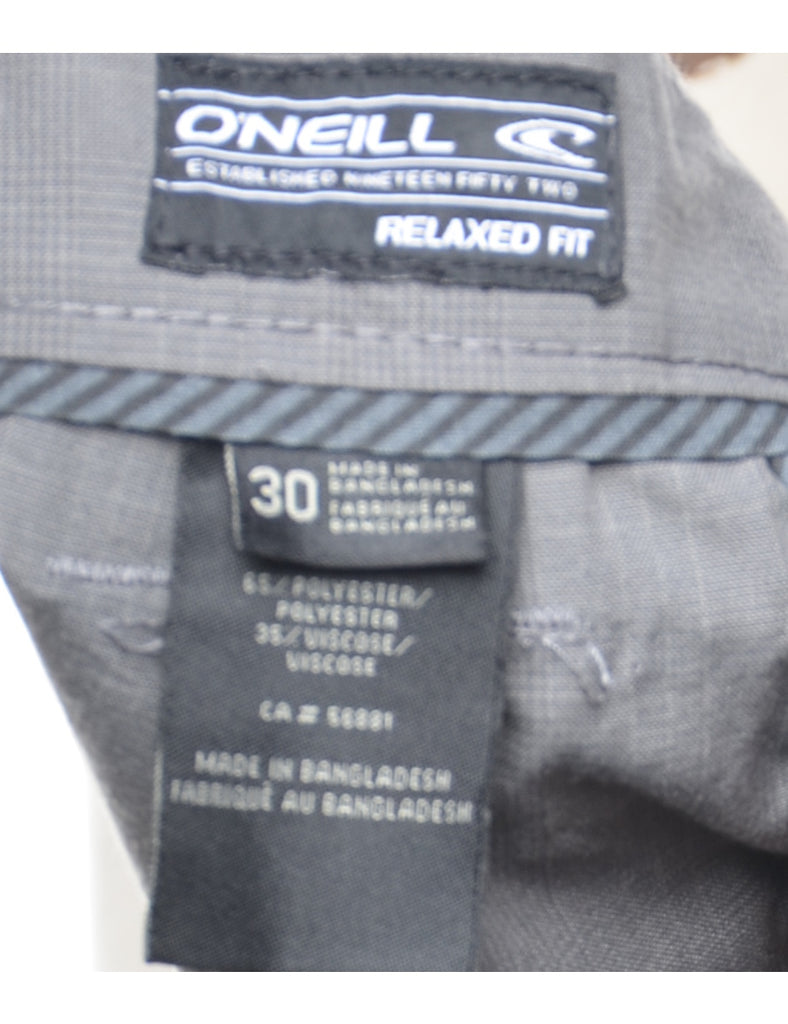 O'NEILL
ESTABLISHED NINETEEN FIFTY TWO
RELAXED FIT
30
MADE IN
BANGLADESH
FABRIQUÉ AU
BANGLADESH
65/POLYESTER/
POLYESTER
35/VISCOSE/
VISCOSE
CA # 56881
MADE IN BANGLADESH
FABRIQUÉ AU BANGLADESH